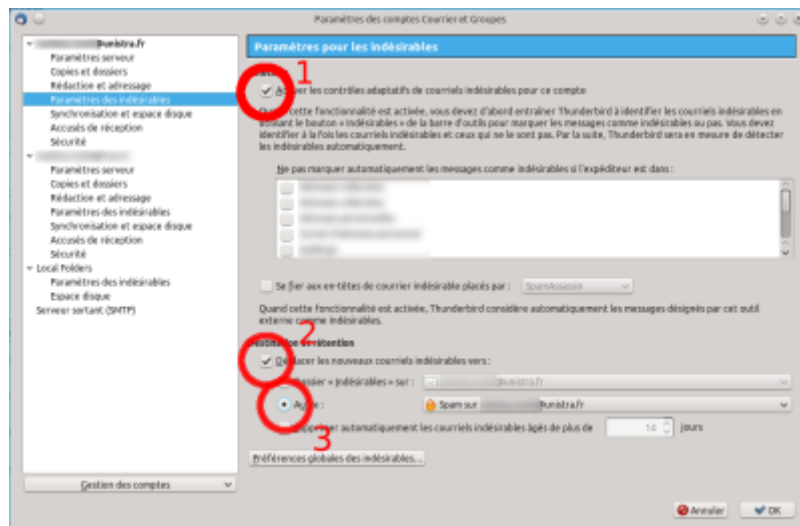 Paramètres des comptes Courrier et Groupes
@unistra.fr
Paramètres serveur
Copies et dossiers
Rédaction et adressage
Paramètres des indésirables
Synchronisation et espace disque
Accusés de réception
Sécurité
Paramètres serveur
Copies et dossiers
Rédaction et adressage
Paramètres des indésirables
Synchronisation et espace disque
Accusés de réception
Sécurité
Local Folders
Paramètres des indésirables
Espace disque
Serveur sortant (SMTP)
Gestion des comptes
Paramètres pour les indésirables
1
les contrôles adaptatifs de courriels indésirables pour ce compte
cette fonctionnalité est activée, vous devez d'abord entraîner Thunderbird à identifier les courriels indésirables en
le bouton « Indésirables » de la barre d'outils pour marquer les messages comme indésirables ou pas. Vous devez
identifier à la fois les courriels indésirables et ceux qui ne le sont pas. Par la suite, Thunderbird sera en mesure de détecter
les indésirables automatiquement.
Ne pas marquer automatiquement les messages comme indésirables si l'expéditeur est dans :
Se fier aux en-têtes de courrier indésirable placés par : SpamAssassin
Quand cette fonctionnalité est activée, Thunderbird considère automatiquement les messages désignés par cet outil
externe comme indésirables.
2
Destination et rétention
Déplacer les nouveaux courriels indésirables vers :
Dossier « Indésirables » sur : @unistra.fr
Autre : Spam sur @unistra.fr
3
automatiquement les courriels indésirables âgés de plus de 14 jours
Préférences globales des indésirables...
Annuler OK